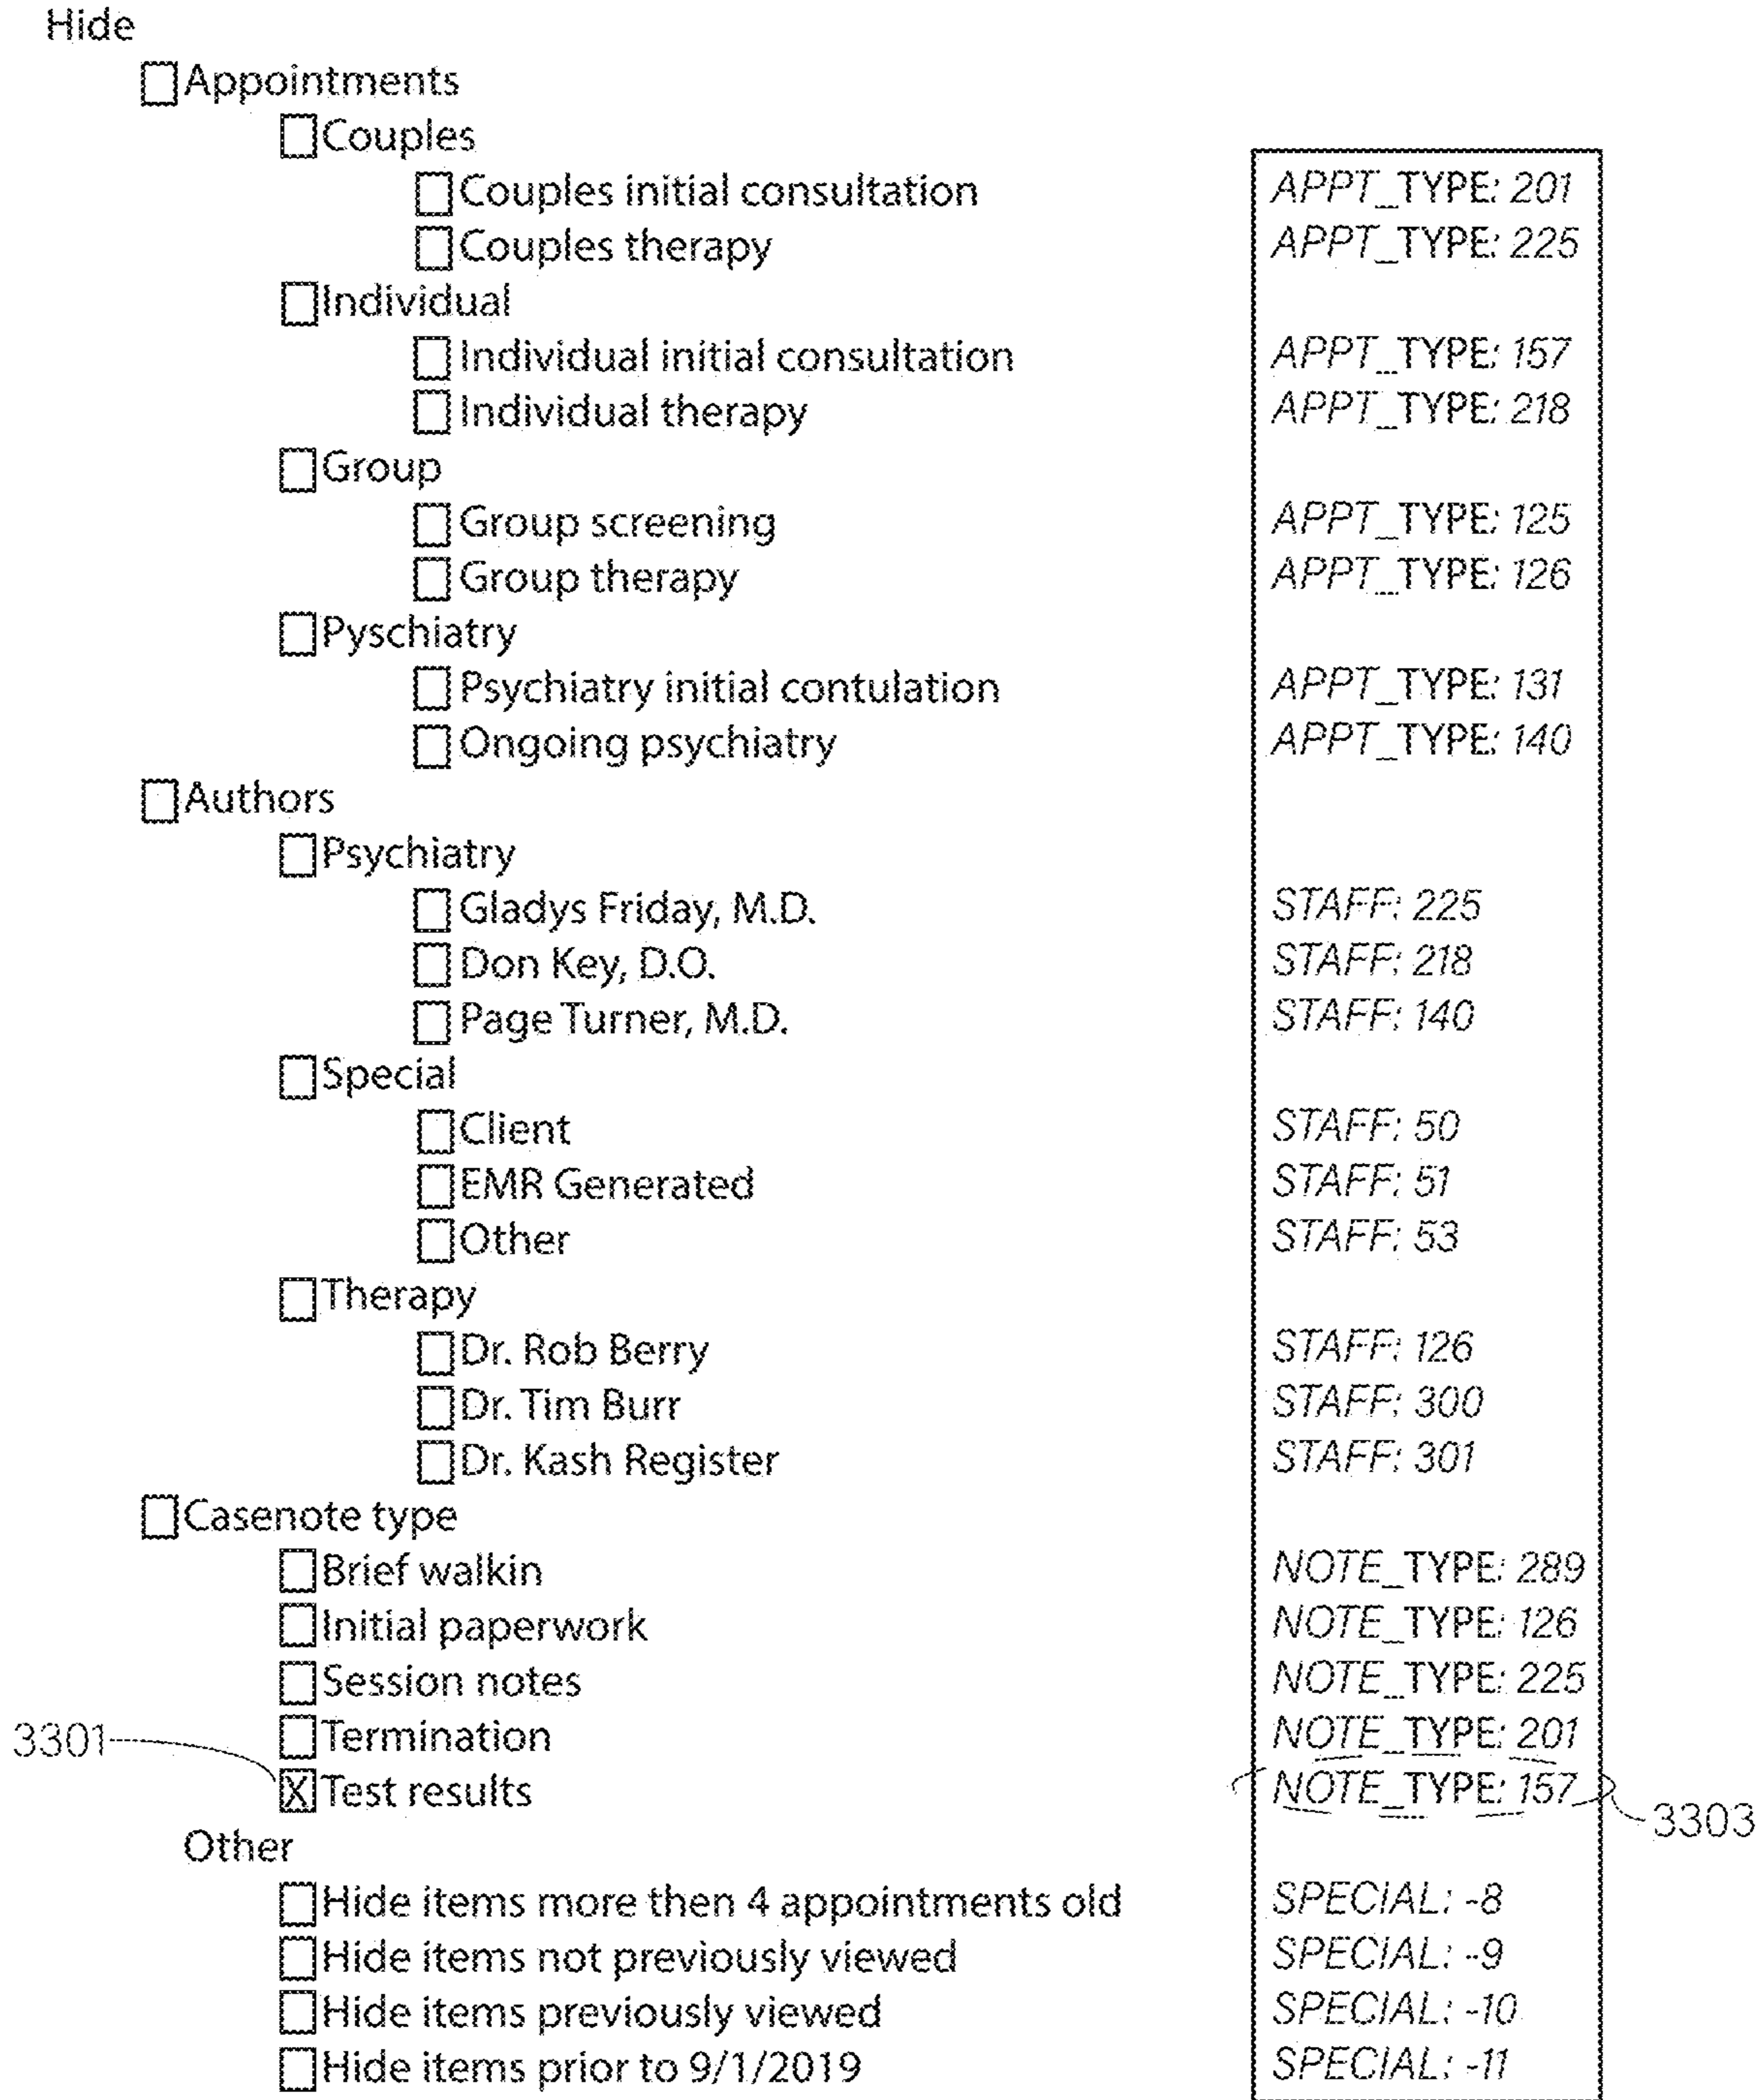 Hide
Appointments
Couples
Couples initial consultation APPT_TYPE: 201
Couples therapy APPT_TYPE: 225
Individual
Individual initial consultation APPT_TYPE: 157
Individual therapy APPT_TYPE: 218
Group
Group screening APPT_TYPE: 125
Group therapy APPT_TYPE: 126
Pyschiatry
Psychiatry initial contulation APPT_TYPE: 131
Ongoing psychiatry APPT_TYPE: 140
Authors
Psychiatry
Gladys Friday, M.D. STAFF: 225
Don Key, D.O. STAFF: 218
Page Turner, M.D. STAFF: 140
Special
Client STAFF: 50
EMR Generated STAFF: 51
Other STAFF: 53
Therapy
Dr. Rob Berry STAFF: 126
Dr. Tim Burr STAFF: 300
Dr. Kash Register STAFF: 301
Casenote type
Brief walkin NOTE_TYPE: 289
Initial paperwork NOTE_TYPE: 126
Session notes NOTE_TYPE: 225
3301 Termination NOTE_TYPE: 201
X Test results NOTE_TYPE: 157
3303
Other
Hide items more then 4 appointments old SPECIAL: -8
Hide items not previously viewed SPECIAL: -9
Hide items previously viewed SPECIAL: -10
Hide items prior to 9/1/2019 SPECIAL: -11